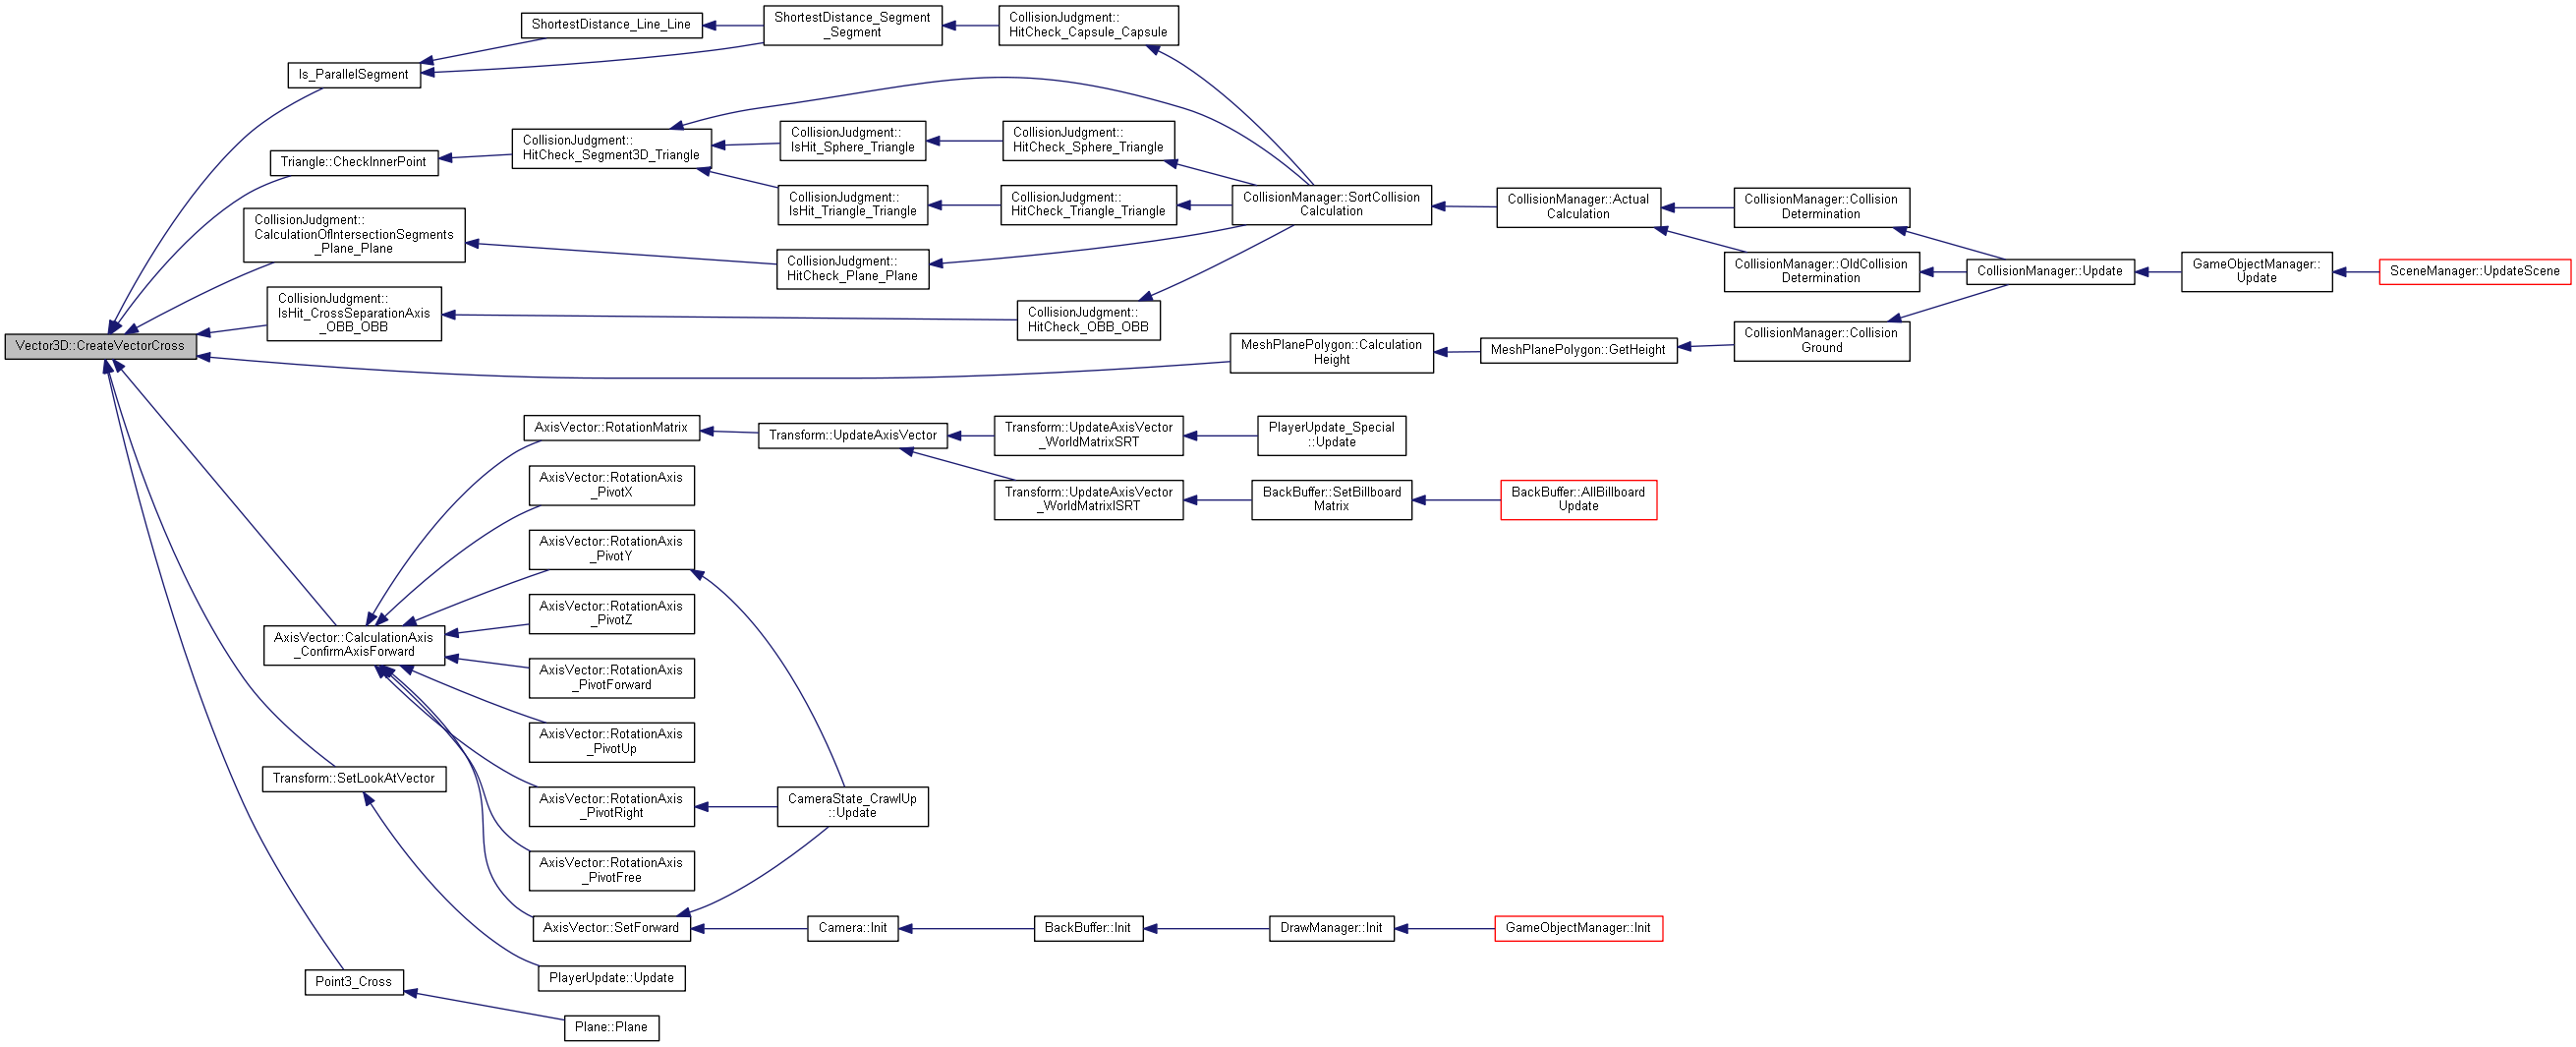 ShortestDistance_Line_Line
ShortestDistance_Segment
_Segment
CollisionJudgment::
HitCheck_Capsule_Capsule
Is_ParallelSegment
CollisionJudgment::
HitCheck_Segment3D_Triangle
CollisionJudgment::
IsHit_Sphere_Triangle
CollisionJudgment::
HitCheck_Sphere_Triangle
Triangle::CheckInnerPoint
CollisionJudgment::
IsHit_Triangle_Triangle
CollisionJudgment::
HitCheck_Triangle_Triangle
CollisionManager::SortCollision
Calculation
CollisionManager::Actual
Calculation
CollisionManager::Collision
Determination
CollisionJudgment::
CalculationOfIntersectionSegments
_Plane_Plane
CollisionJudgment::
HitCheck_Plane_Plane
CollisionManager::OldCollision
Determination
CollisionManager::Update
GameObjectManager::
Update
SceneManager::UpdateScene
CollisionJudgment::
IsHit_CrossSeparationAxis
_OBB_OBB
CollisionJudgment::
HitCheck_OBB_OBB
Vector3D::CreateVectorCross
MeshPlanePolygon::Calculation
Height
MeshPlanePolygon::GetHeight
CollisionManager::Collision
Ground
AxisVector::RotationMatrix
Transform::UpdateAxisVector
Transform::UpdateAxisVector
_WorldMatrixSRT
PlayerUpdate_Special
::Update
AxisVector::RotationAxis
_PivotX
Transform::UpdateAxisVector
_WorldMatrixISRT
BackBuffer::SetBillboard
Matrix
BackBuffer::AllBillboard
Update
AxisVector::RotationAxis
_PivotY
AxisVector::RotationAxis
_PivotZ
AxisVector::CalculationAxis
_ConfirmAxisForward
AxisVector::RotationAxis
_PivotForward
AxisVector::RotationAxis
_PivotUp
Transform::SetLookAtVector
AxisVector::RotationAxis
_PivotRight
CameraState_CrawlUp
::Update
AxisVector::RotationAxis
_PivotFree
AxisVector::SetForward
Camera::Init
BackBuffer::Init
DrawManager::Init
GameObjectManager::Init
Point3_Cross
PlayerUpdate::Update
Plane::Plane